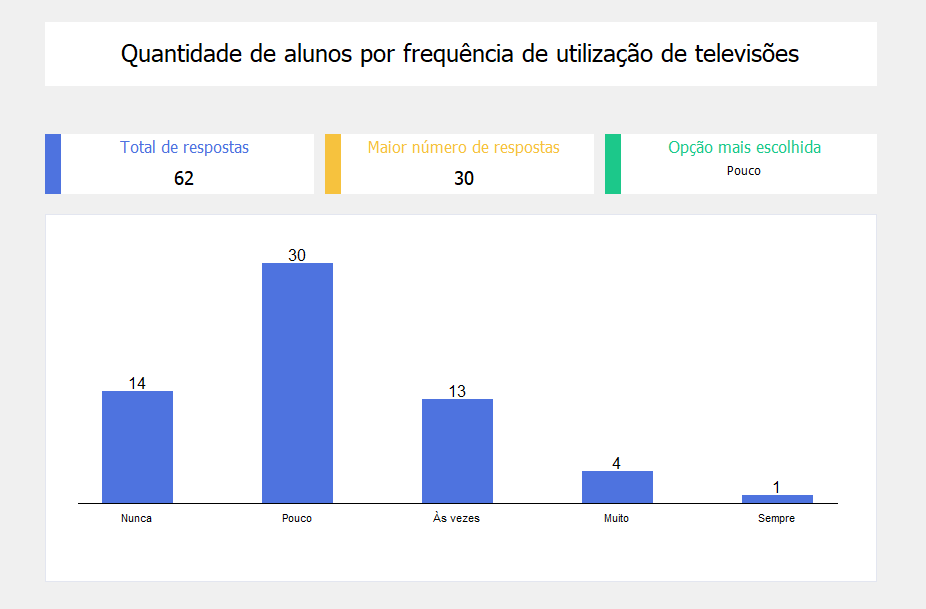 Quantidade de alunos por frequência de utilização de televisões
Total de respostas
62
Maior número de respostas
30
Opção mais escolhida
Pouco
30
14
13
4
1
Nunca
Pouco
Às vezes
Muito
Sempre